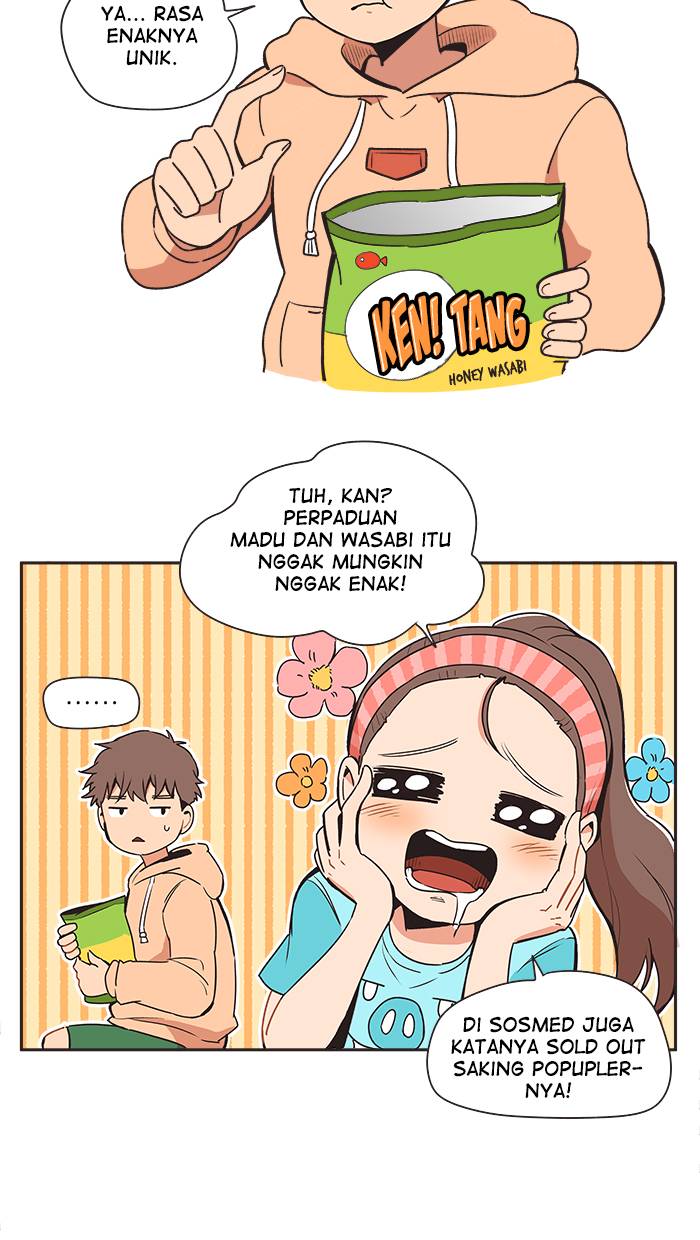 YA... RASA
ENAKNYA
UNIK.
KEN! TANG
HONEY WASABI
TUH, KAN?
PERPADUAN
MADU DAN WASABI ITU
NGGAK MUNGKIN
NGGAK ENAK!
......
DI SOSMED JUGA
KATANYA SOLD OUT
SAKING POPUPLER-
NYA!